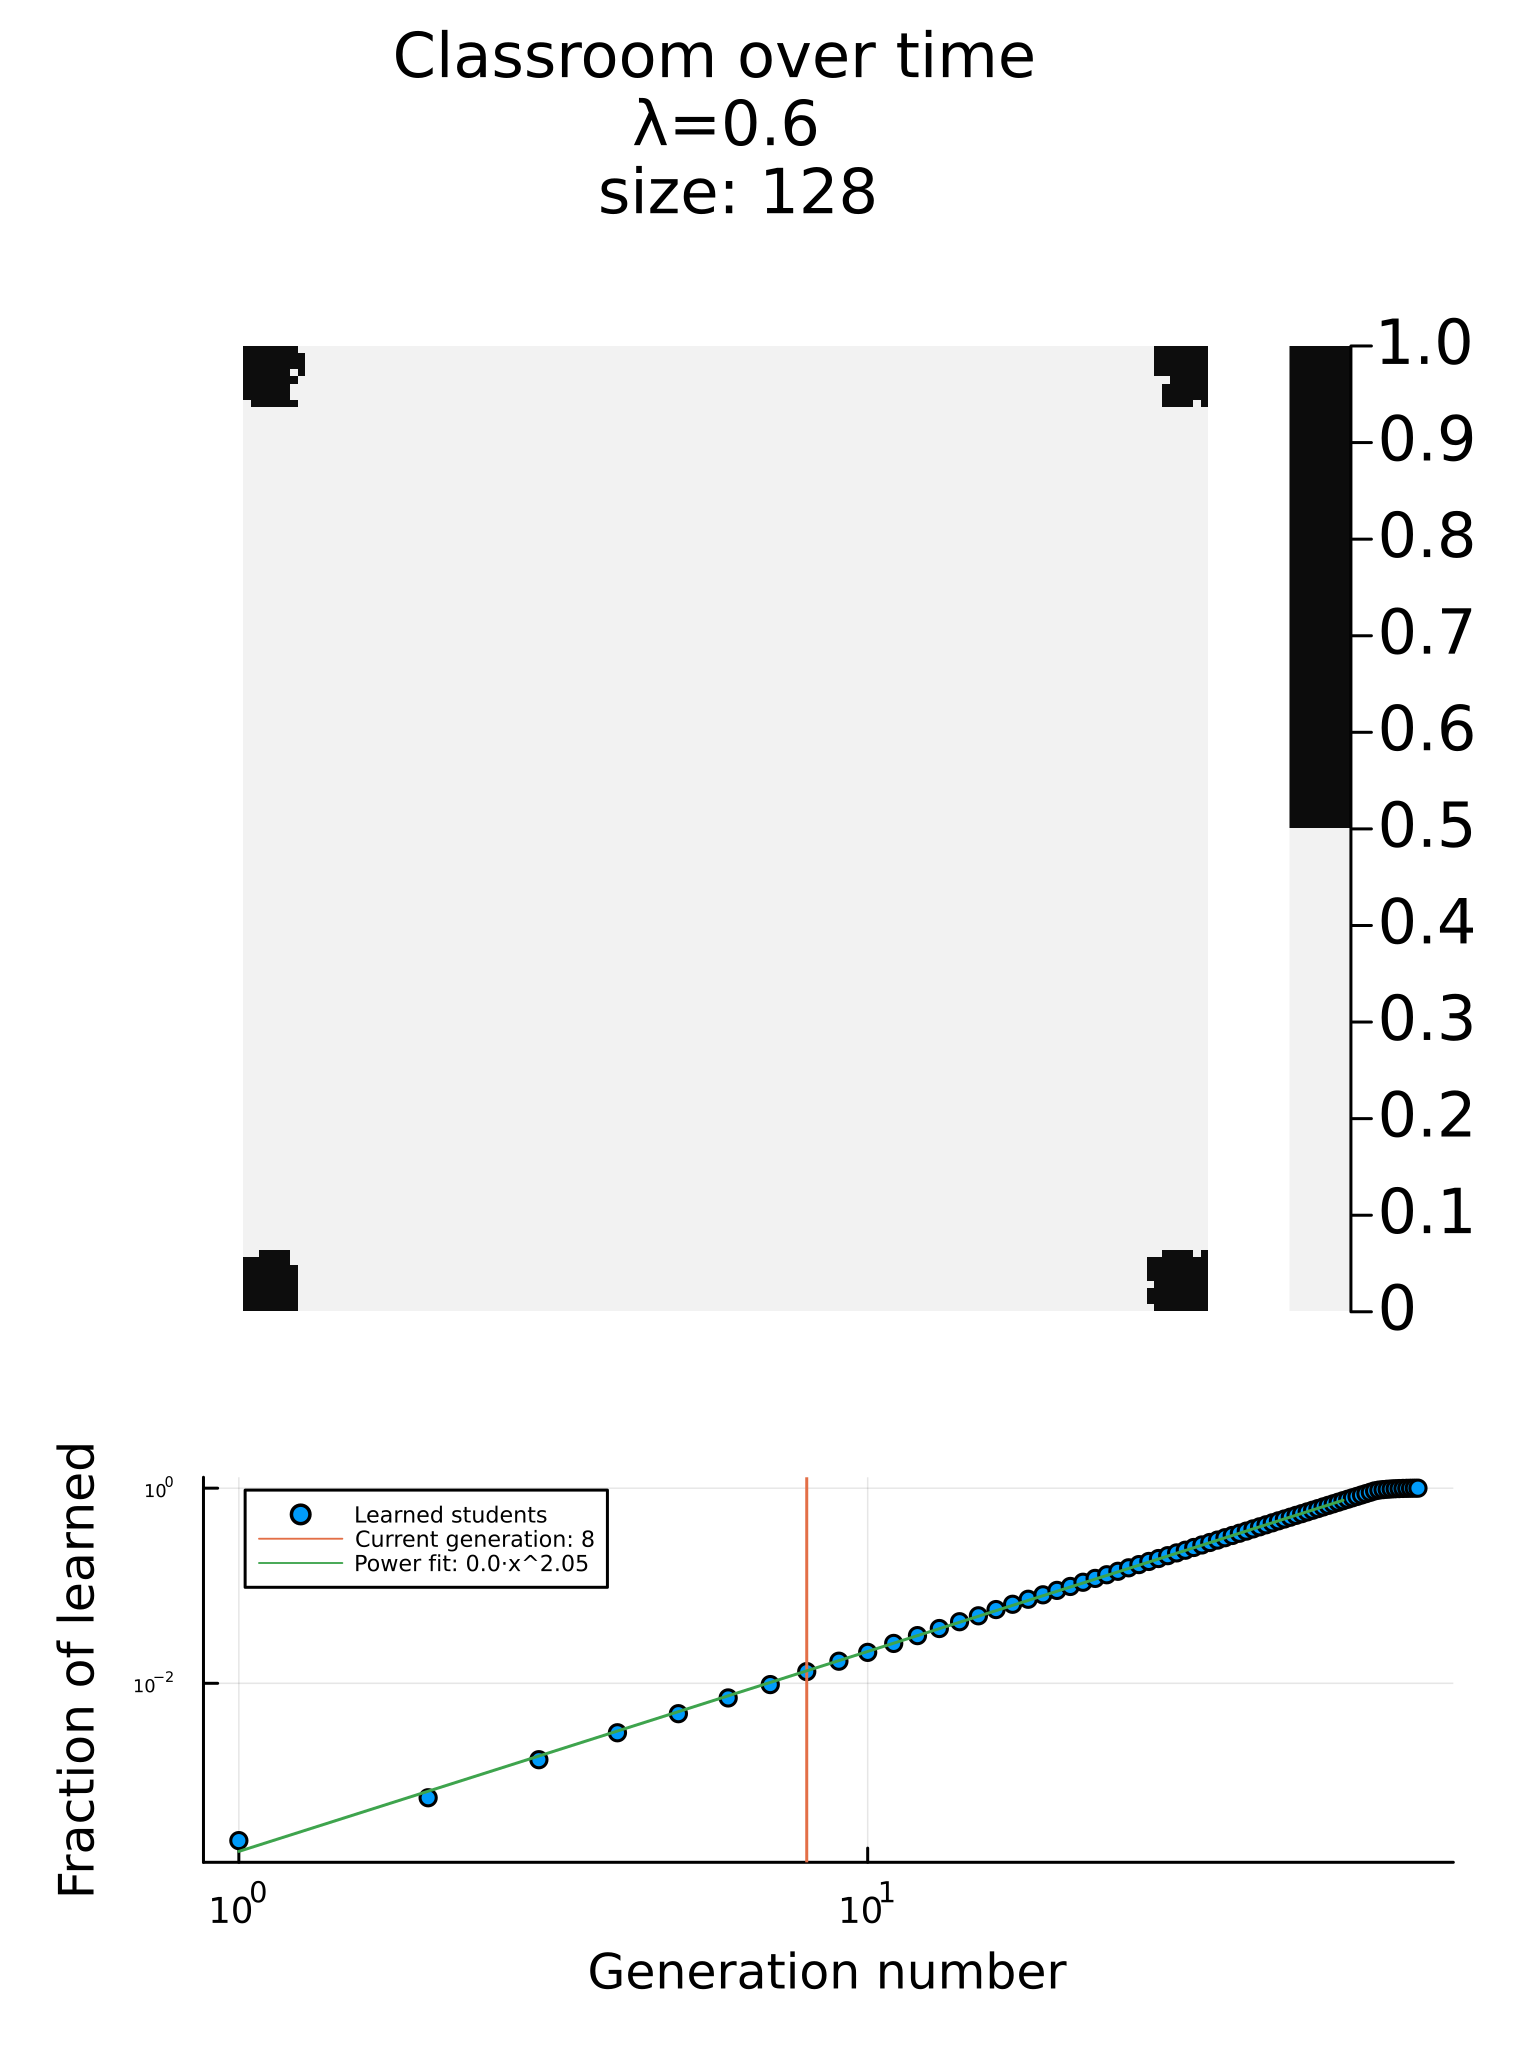 Classroom over time
λ=0.6
size: 128
1.0
0.9
0.8
0.7
0.6
0.5
0.4
0.3
0.2
0.1
0
Fraction of learned
10^0
10^−2
Learned students
Current generation: 8
Power fit: 0.0·x^2.05
10^0
10^1
Generation number